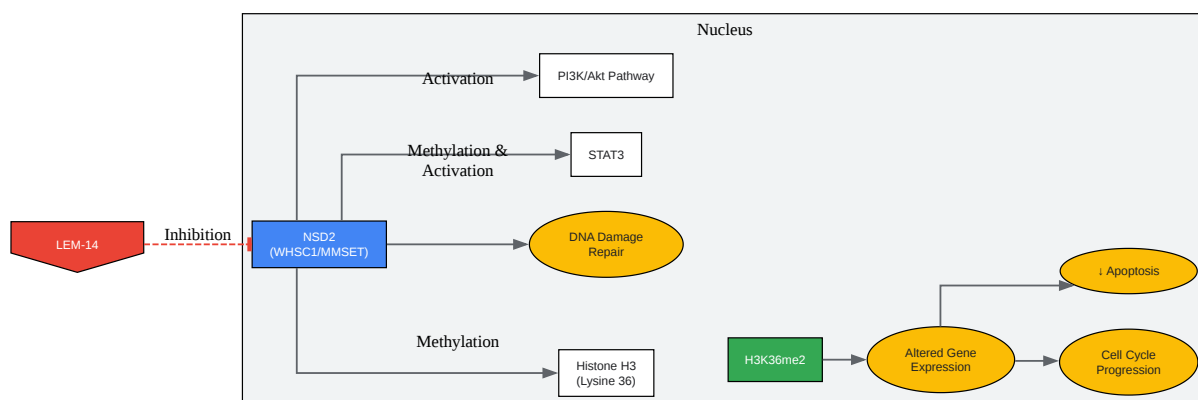 Nucleus
Activation
PI3K/Akt Pathway
Methylation &
Activation
STAT3
LEM-14
Inhibition
NSD2
(WHSC1/MMSET)
DNA Damage
Repair
↓ Apoptosis
Methylation
Histone H3
(Lysine 36)
H3K36me2
Altered Gene
Expression
Cell Cycle
Progression